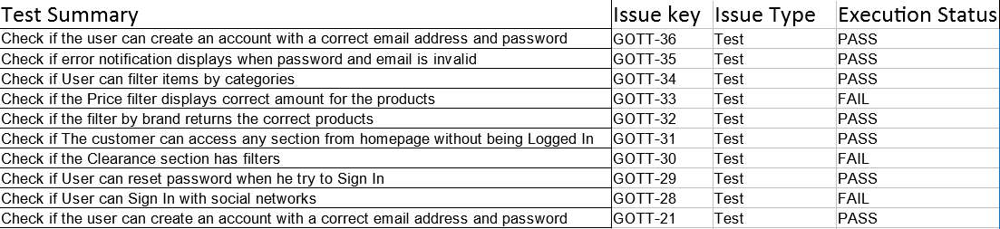 Test Summary Issue key Issue Type Execution Status
Check if the user can create an account with a correct email address and password GOTT-36 Test PASS
Check if error notification displays when password and email is invalid GOTT-35 Test PASS
Check if User can filter items by categories GOTT-34 Test PASS
Check if the Price filter displays correct amount for the products GOTT-33 Test FAIL
Check if the filter by brand returns the correct products GOTT-32 Test PASS
Check if The customer can access any section from homepage without being Logged In GOTT-31 Test PASS
Check if the Clearance section has filters GOTT-30 Test FAIL
Check if User can reset password when he try to Sign In GOTT-29 Test PASS
Check if User can Sign In with social networks GOTT-28 Test FAIL
Check if the user can create an account with a correct email address and password GOTT-21 Test PASS